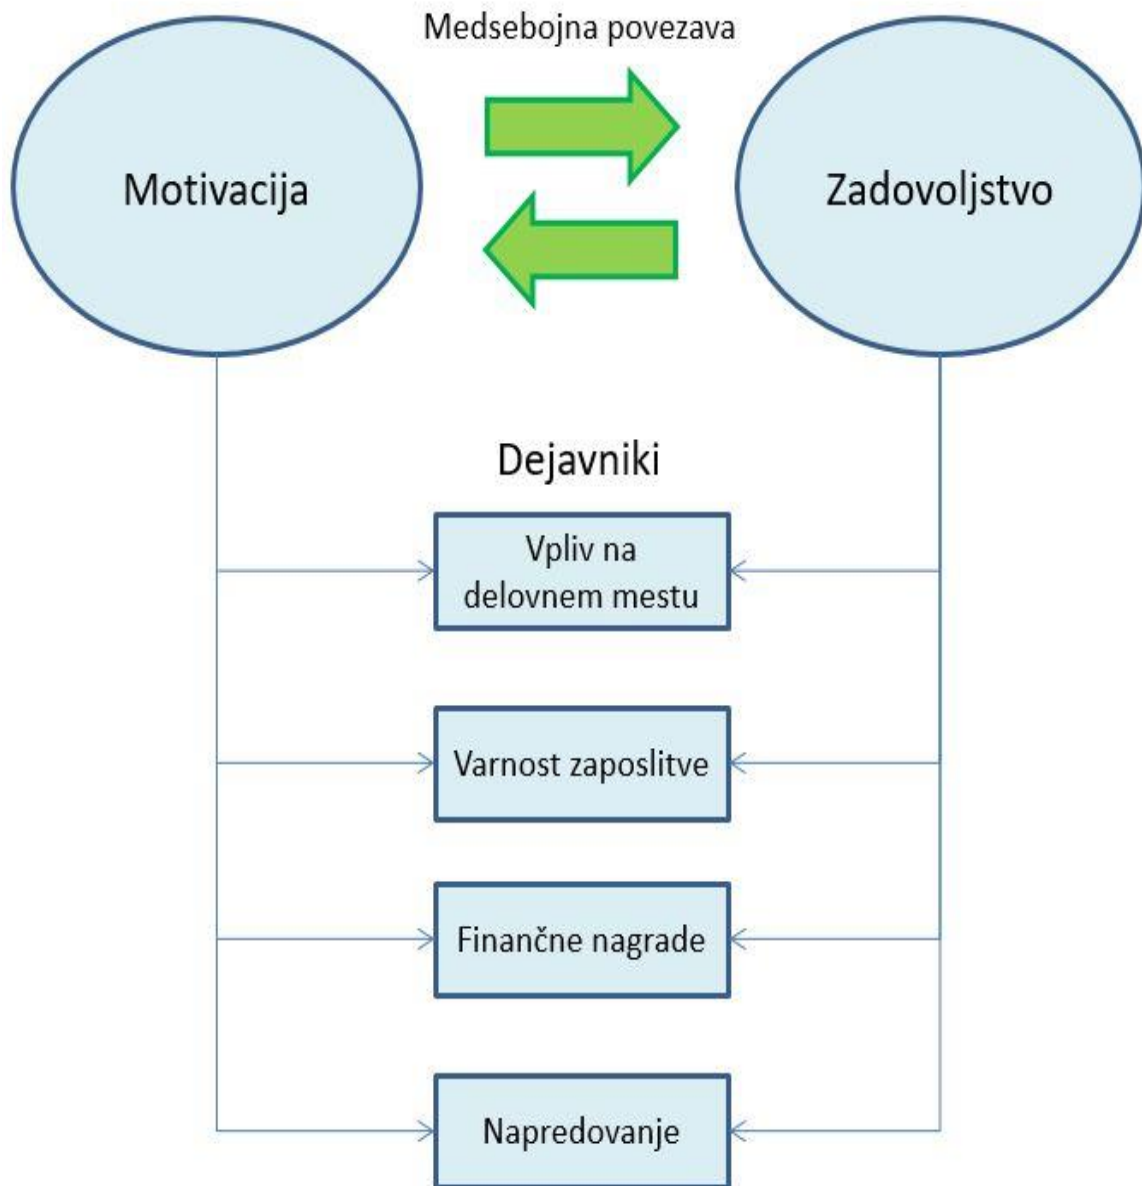 Medsebojna povezava
Motivacija
Zadovoljstvo
Dejavniki
Vpliv na
delovnem mestu
Varnost zaposlitve
Finančne nagrade
Napredovanje